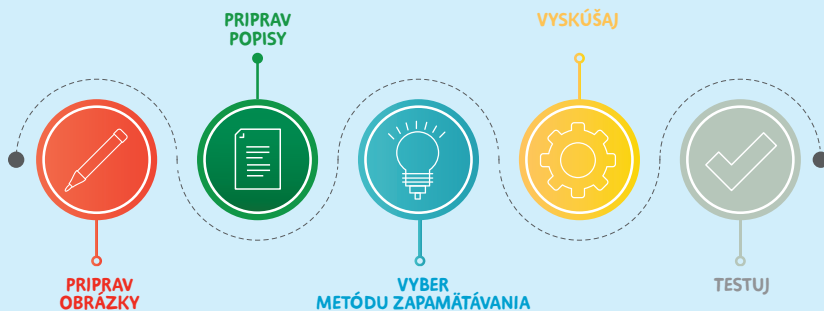 PRIPRAV
OBRÁZKY
PRIPRAV
POPISY
VYBER
METÓDU ZAPAMÄTÁVANIA
VYSKÚŠAJ
TESTUJ